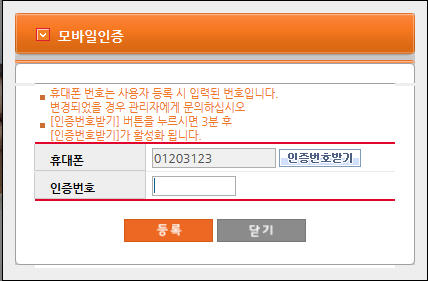 모바일인증
휴대폰 번호는 사용자 등록 시 입력된 번호입니다.
변경되었을 경우 관리자에게 문의하십시오
[인증번호받기] 버튼을 누르시면 3분 후
[인증번호받기]가 활성화 됩니다.
휴대폰 01203123 인증번호받기
인증번호
등록 닫기